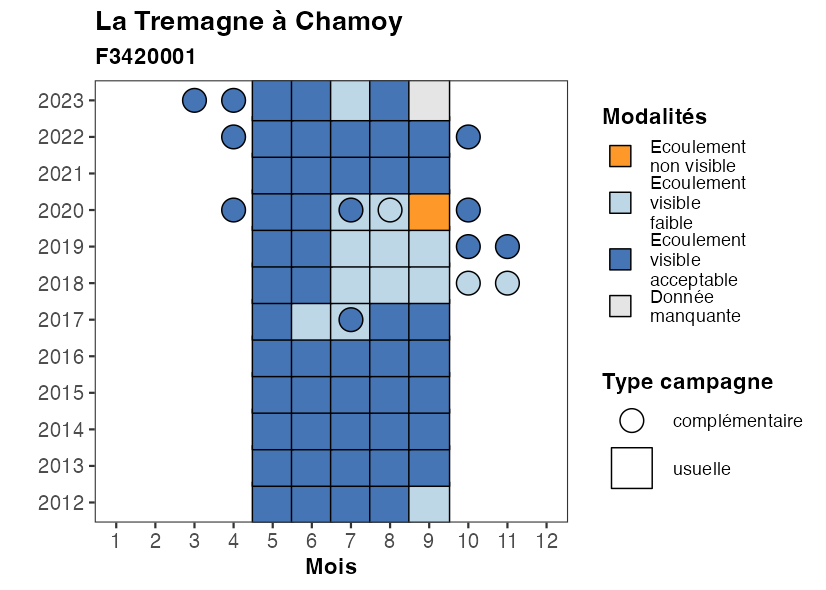 La Tremagne à Chamoy
F3420001
2023
2022
2021
2020
2019
2018
2017
2016
2015
2014
2013
2012
1 2 3 4 5 6 7 8 9 10 11 12
Mois
Modalités
Ecoulement
non visible
Ecoulement
visible
faible
Ecoulement
visible
acceptable
Donnée
manquante
Type campagne
complémentaire
usuelle